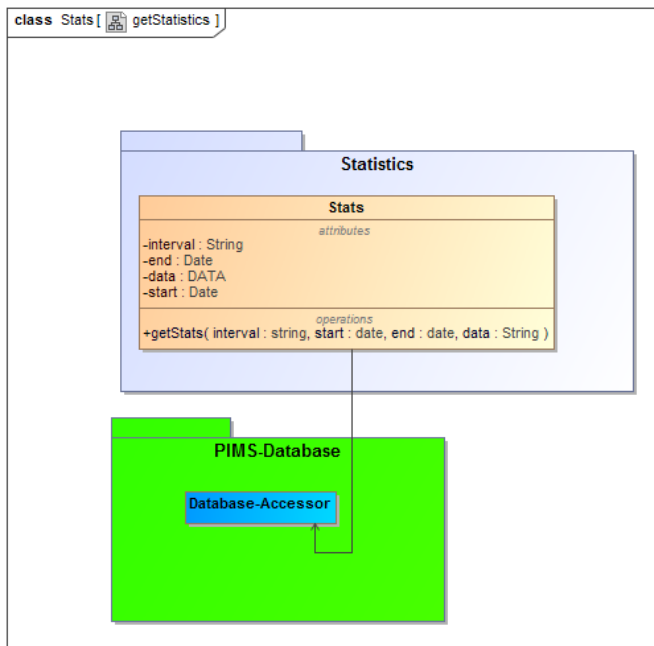 class Stats [ getStatistics ]
Statistics
Stats
attributes
-interval : String
-end : Date
-data : DATA
-start : Date
operations
+getStats( interval : string, start : date, end : date, data : String )
PIMS-Database
Database-Accessor